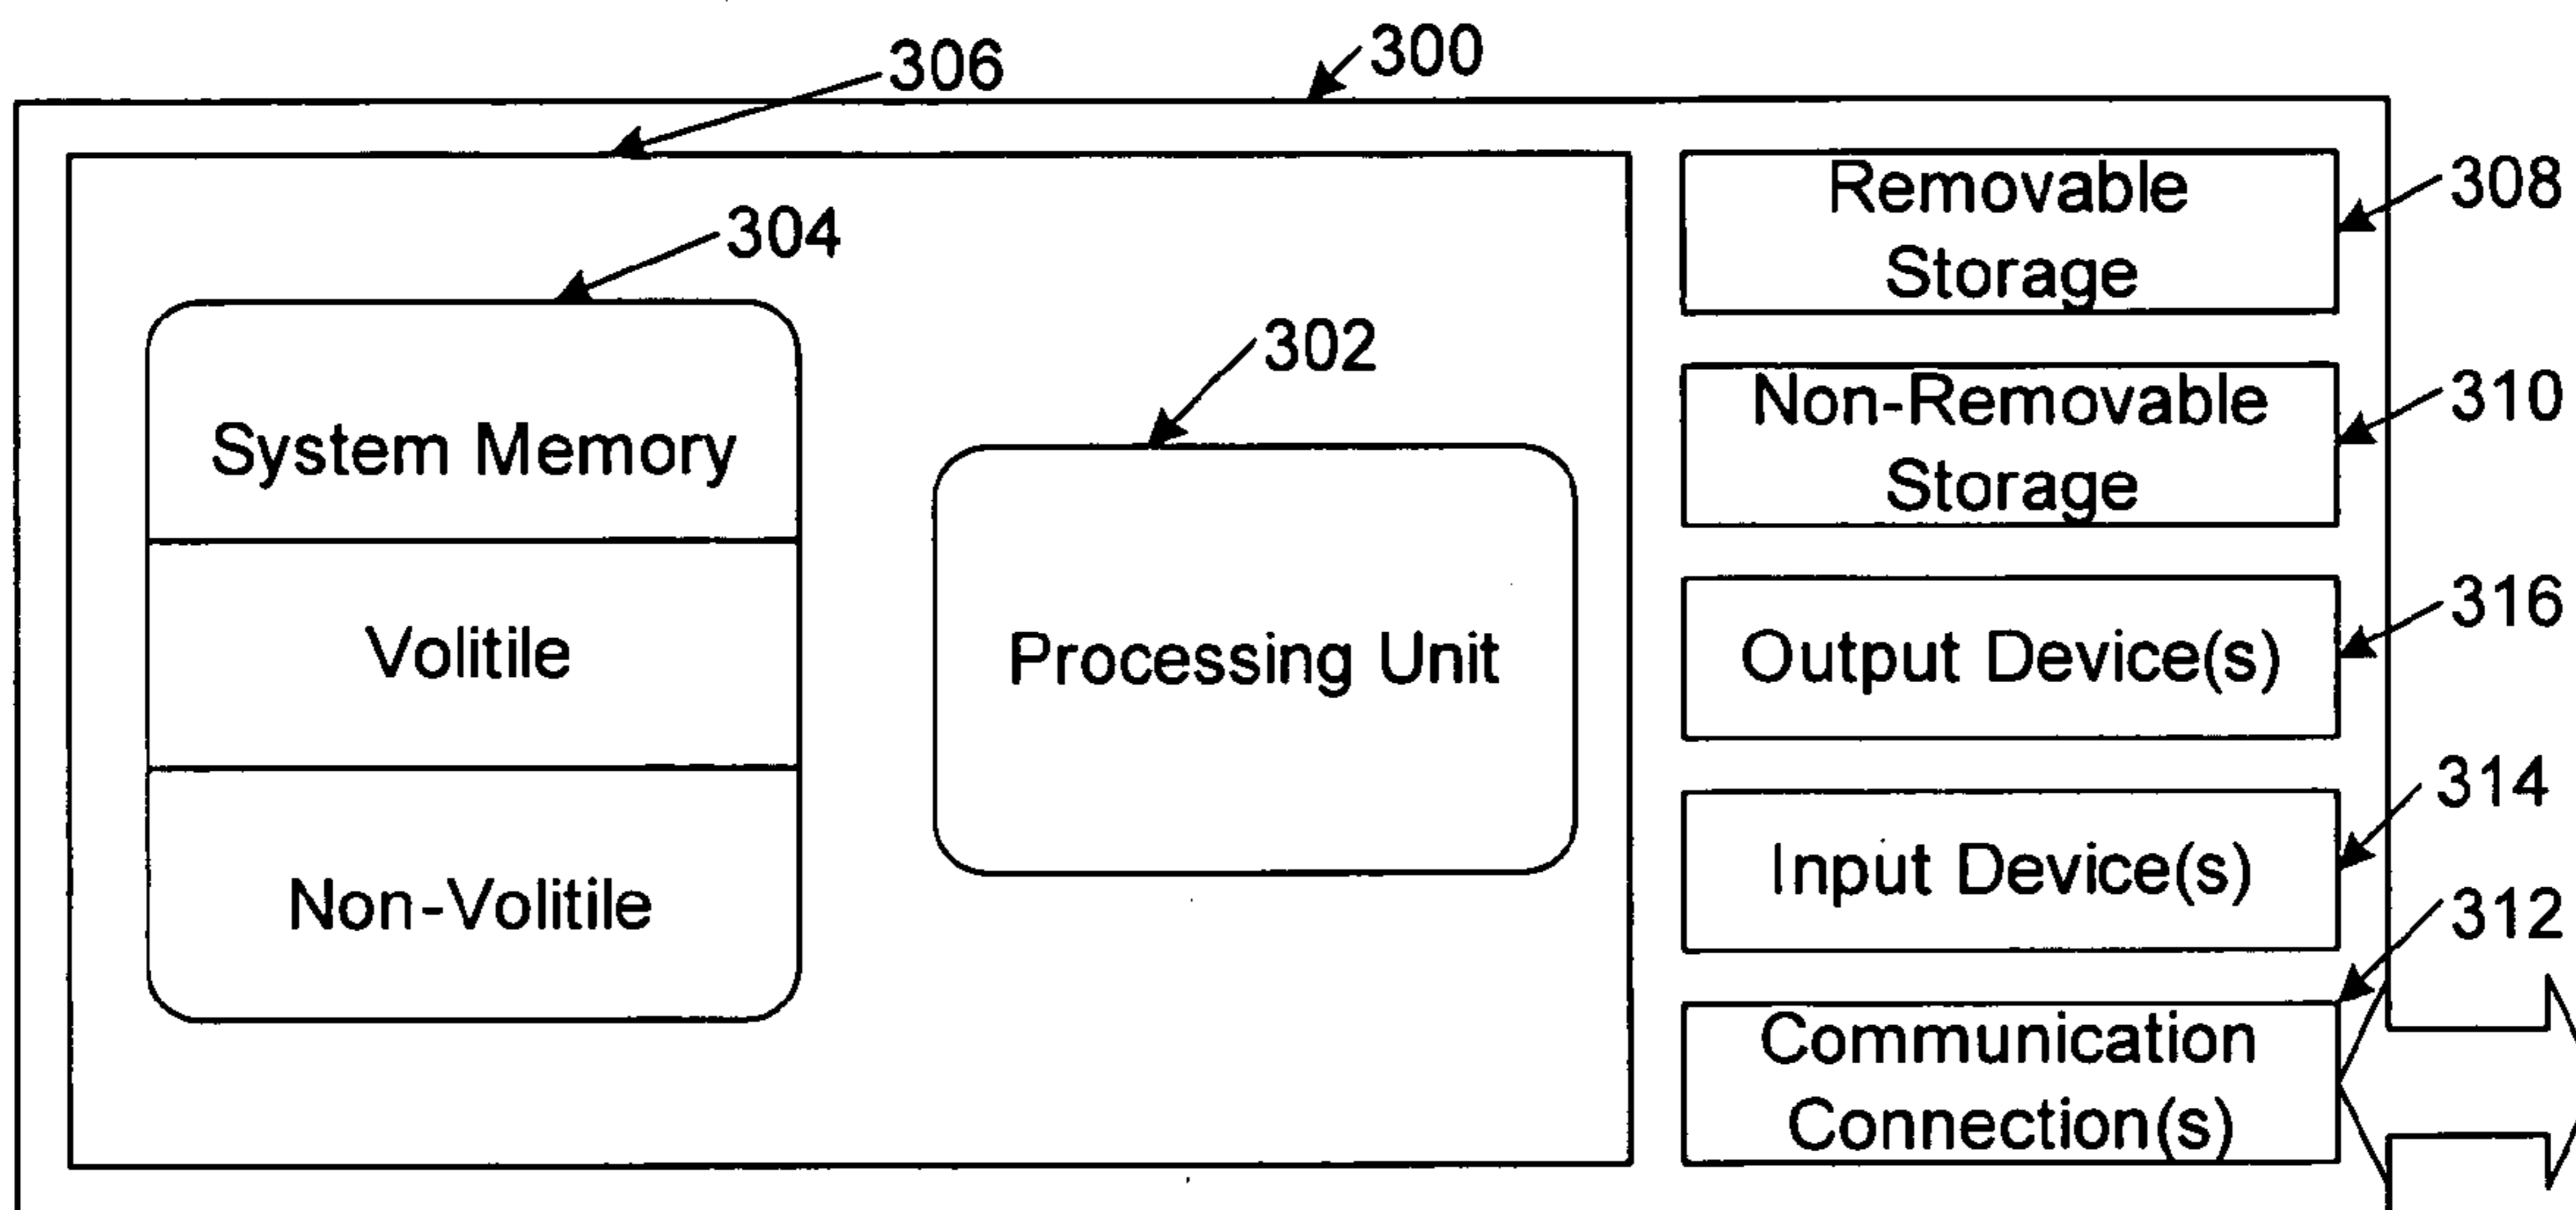 306
300
304
System Memory
Volitile
Non-Volitile
302
Processing Unit
Removable
Storage
308
Non-Removable
Storage
310
Output Device(s)
316
Input Device(s)
314
Communication
Connection(s)
312